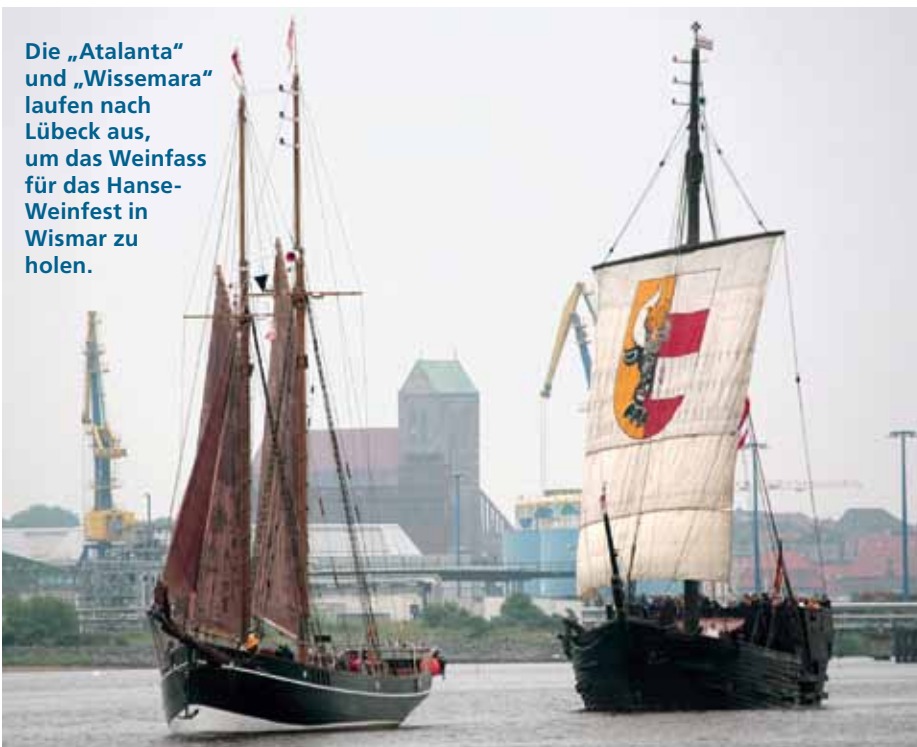 Die „Atalanta“
und „Wissemara“
laufen nach
Lübeck aus,
um das Weinfass
für das Hanse-
Weinfest in
Wismar zu
holen.